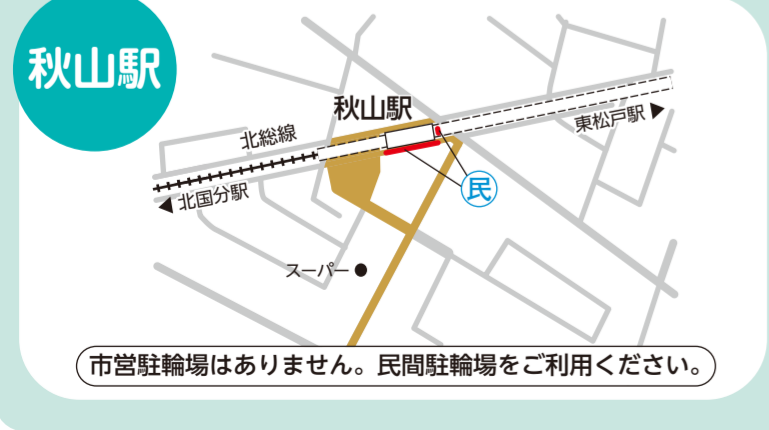 秋山駅
秋山駅
北総線
東松戸駅▶
◀北国分駅
民
スーパー●
市営駐輪場はありません。民間駐輪場をご利用ください。